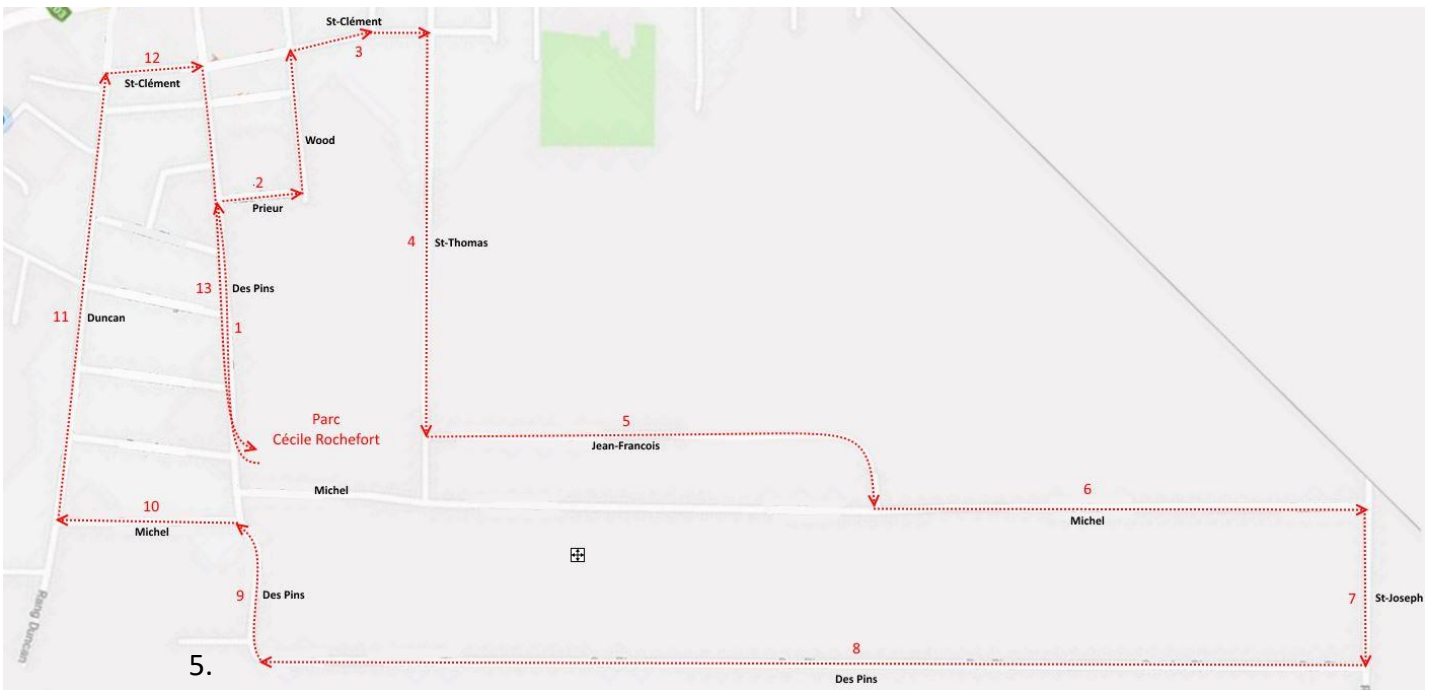 St-Clément
3
12
St-Clément
Wood
2
Prieur
4
St-Thomas
13
Des Pins
1
11
Duncan
Parc
Cécile Rochefort
5
Jean-Francois
Michel
6
Michel
10
Michel
9
Des Pins
7
St-Joseph
Rang Duncan
8
Des Pins
5.